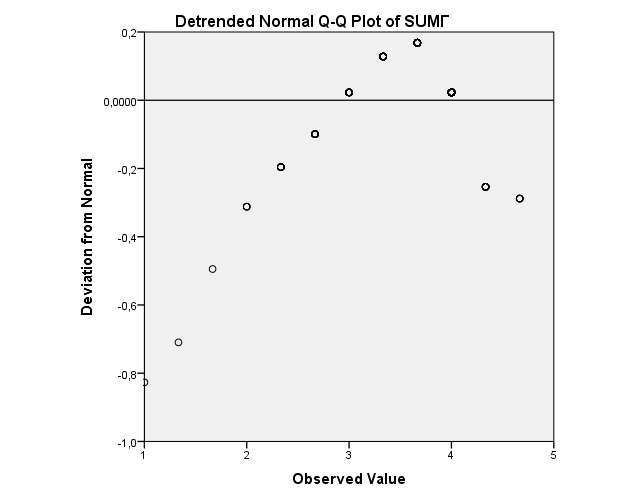 Detrended Normal Q-Q Plot of SUMΓ
0,2
0,0000
-0,2
-0,4
-0,6
-0,8
-1,0
Deviation from Normal
1 2 3 4 5
Observed Value